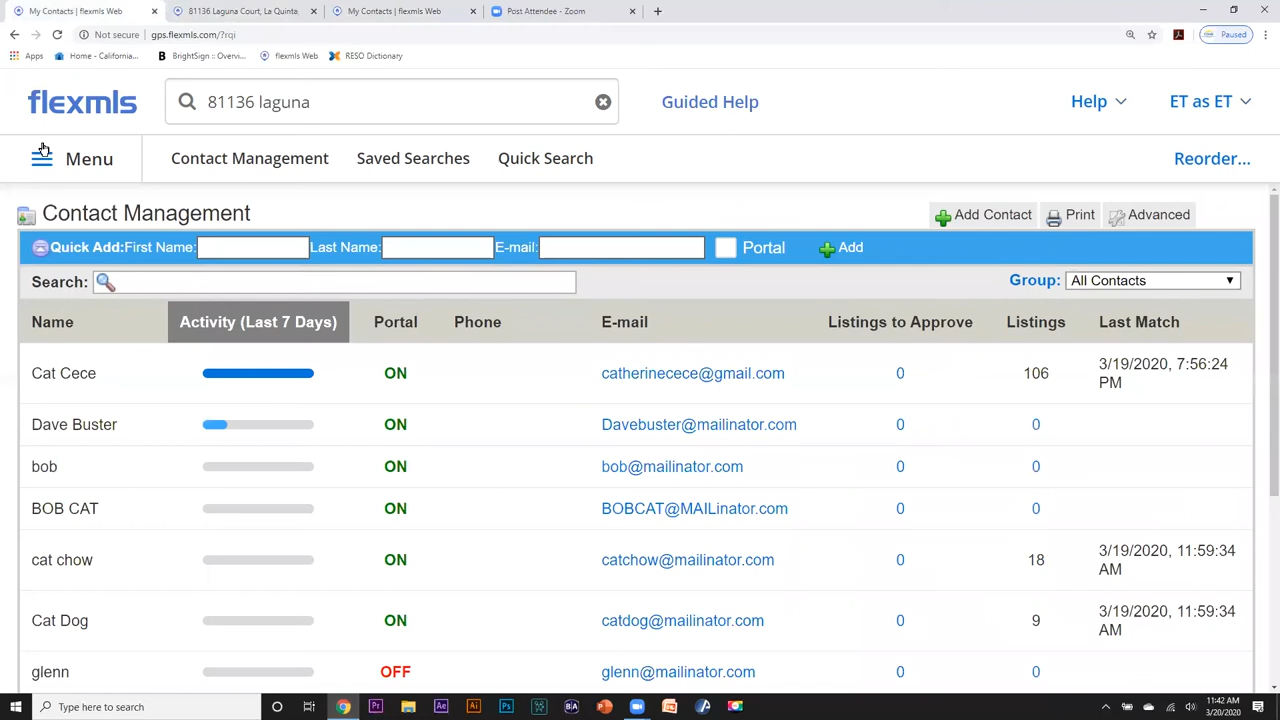 My Contacts | flexmls Web
81136 Laguna Court, La Quinta,
My Contacts | flexmls Web
Post Attendee - Zoom
Not secure | gps.flexmls.com/?rqi
Paused
Apps
Home - California...
BrightSign :: Overvi...
flexmls Web
RESO Dictionary
flexmls
81136 laguna
Guided Help
Help
ET as ET
Menu
Contact Management
Saved Searches
Quick Search
Reorder...
Contact Management
Add Contact
Print
Advanced
Quick Add: First Name:
Last Name:
E-mail:
Portal
Add
Search:
Group: All Contacts
Name Activity (Last 7 Days) Portal Phone E-mail Listings to Approve Listings Last Match
Cat Cece ON catherinecece@gmail.com 0 106 3/19/2020, 7:56:24 PM
Dave Buster ON Davebuster@mailinator.com 0 0
bob ON bob@mailinator.com 0 0
BOB CAT ON BOBCAT@MAILinator.com 0 0
cat chow ON catchow@mailinator.com 0 18 3/19/2020, 11:59:34 AM
Cat Dog ON catdog@mailinator.com 0 9 3/19/2020, 11:59:34 AM
glenn OFF glenn@mailinator.com 0 0
Type here to search
11:42 AM
3/20/2020